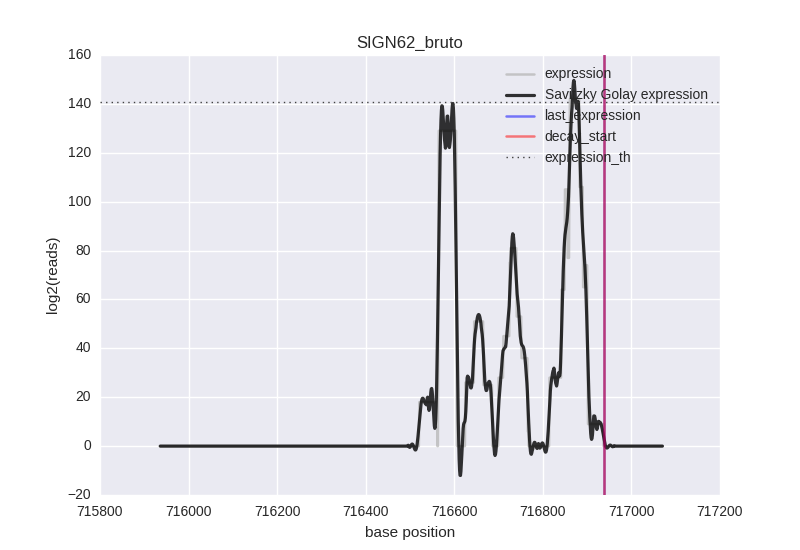 SIGN62_bruto
160
140
120
100
80
60
40
20
0
−20
log2(reads)
expression
Savitzky Golay expression
last_expression
decay_start
expression_th
715800 716000 716200 716400 716600 716800 717000 717200
base position